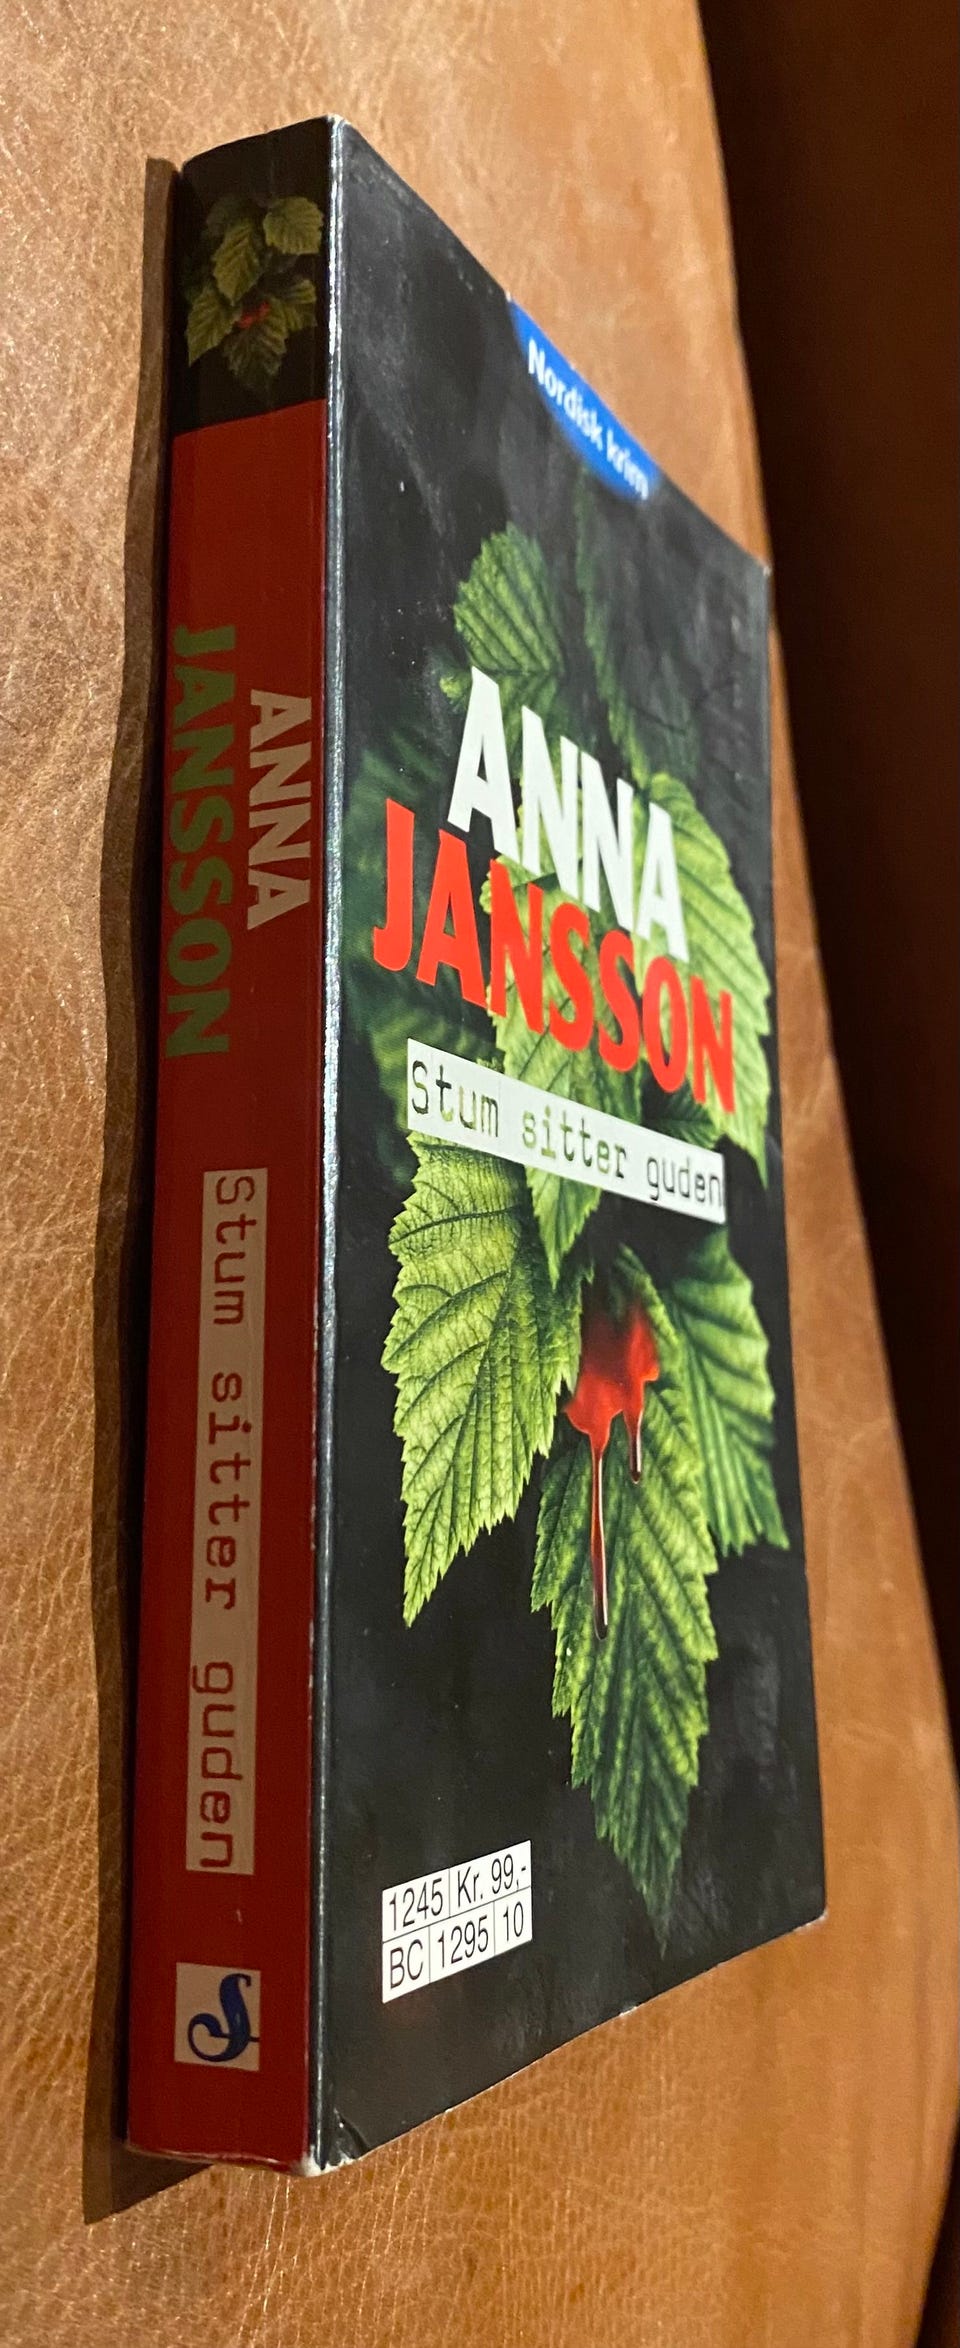 ANNA
JANSSON
Stum sitter guden
Nordisk krim
ANNA
JANSSON
Stum sitter guden
1245 Kr. 99,-
BC 1295 10